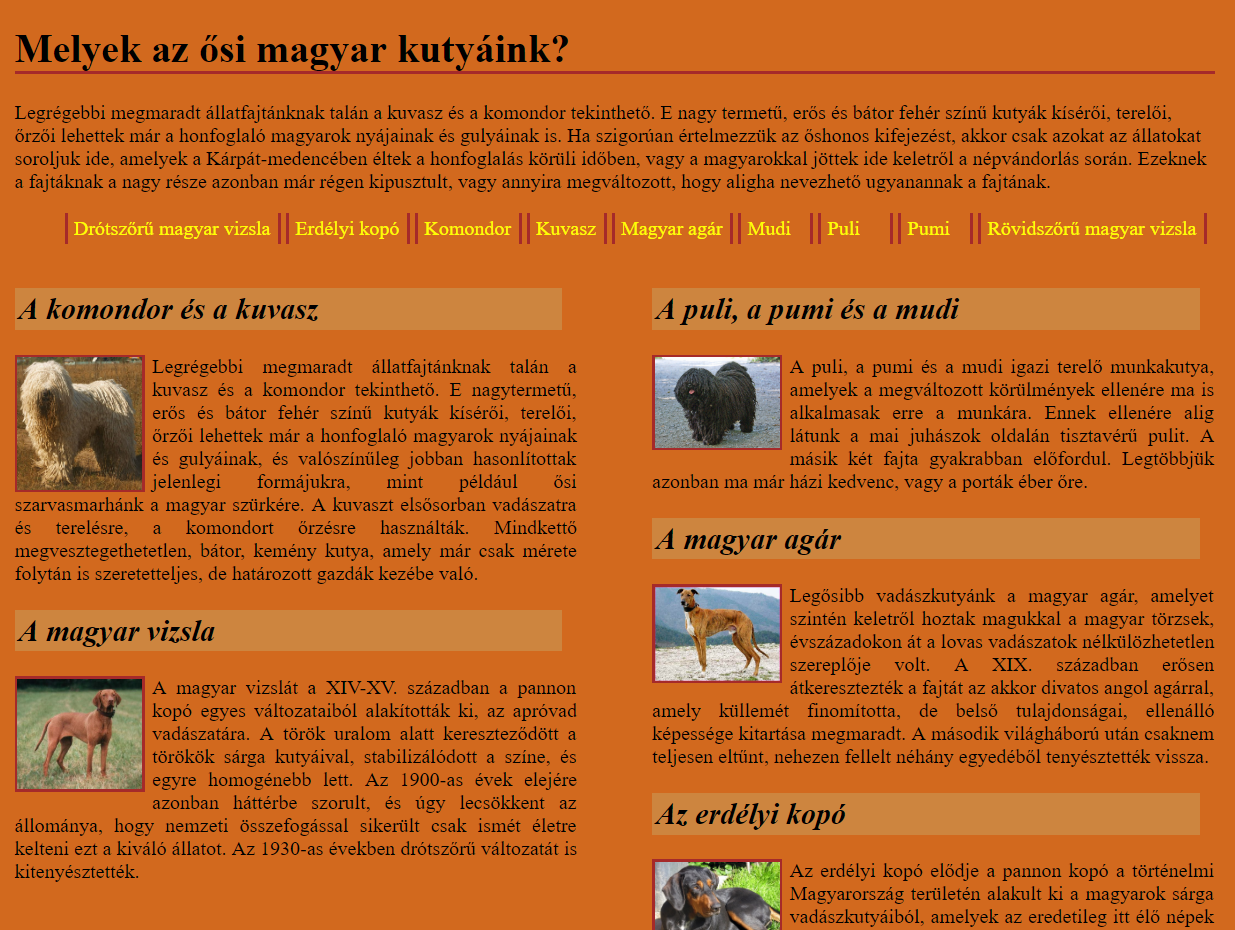 Melyek az ősi magyar kutyáink?
Legrégebbi megmaradt állatfajtánknak talán a kuvasz és a komondor tekinthető. E nagy termetű, erős és bátor fehér színű kutyák kísérői, terelői,
őrzői lehettek már a honfoglaló magyarok nyájainak és gulyáinak is. Ha szigorúan értelmezzük az őshonos kifejezést, akkor csak azokat az állatokat
soroljuk ide, amelyek a Kárpát-medencében éltek a honfoglalás körüli időben, vagy a magyarokkal jöttek ide keletről a népvándorlás során. Ezeknek
a fajtáknak a nagy része azonban már régen kipusztult, vagy annyira megváltozott, hogy aligha nevezhető ugyanannak a fajtának.
Drótszőrű magyar vizsla Erdélyi kopó Komondor Kuvasz Magyar agár Mudi Puli Pumi Rövidszőrű magyar vizsla
A komondor és a kuvasz
Legrégebbi megmaradt állatfajtánknak talán a
kuvasz és a komondor tekinthető. E nagytermetű,
erős és bátor fehér színű kutyák kísérői, terelői,
őrzői lehettek már a honfoglaló magyarok nyájainak
és gulyáinak, és valószínűleg jobban hasonlítottak
jelenlegi formájukra, mint például ősi
szarvasmarhánk a magyar szürkére. A kuvaszt elsősorban vadászatra
és terelésre, a komondort őrzésre használták. Mindkettő
megvesztegethetetlen, bátor, kemény kutya, amely már csak mérete
folytán is szeretetteljes, de határozott gazdák kezébe való.
A magyar vizsla
A magyar vizslát a XIV-XV. században a pannon
kopó egyes változataiból alakították ki, az apróvad
vadászatára. A török uralom alatt kereszteződött a
törökök sárga kutyáival, stabilizálódott a színe, és
egyre homogénebb lett. Az 1900-as évek elejére
azonban háttérbe szorult, és úgy lecsökkent az
állománya, hogy nemzeti összefogással sikerült csak ismét életre
kelteni ezt a kiváló állatot. Az 1930-as években drótszőrű változatát is
kitenyésztették.
A puli, a pumi és a mudi
A puli, a pumi és a mudi igazi terelő munkakutya,
amelyek a megváltozott körülmények ellenére ma is
alkalmasak erre a munkára. Ennek ellenére alig
látunk a mai juhászok oldalán tisztavérű pulit. A
másik két fajta gyakrabban előfordul. Legtöbbjük
azonban ma már házi kedvenc, vagy a porták éber őre.
A magyar agár
Legősibb vadászkutyánk a magyar agár, amelyet
szintén keletről hoztak magukkal a magyar törzsek,
évszázadokon át a lovas vadászatok nélkülözhetetlen
szereplője volt. A XIX. században erősen
átkeresztezték a fajtát az akkor divatos angol agárral,
amely küllemét finomította, de belső tulajdonságai, ellenálló
képessége kitartása megmaradt. A második világháború után csaknem
teljesen eltűnt, nehezen fellelt néhány egyedéből tenyésztették vissza.
Az erdélyi kopó
Az erdélyi kopó elődje a pannon kopó a történelmi
Magyarország területén alakult ki a magyarok sárga
vadászkutyáiból, amelyek az eredetileg itt élő népek